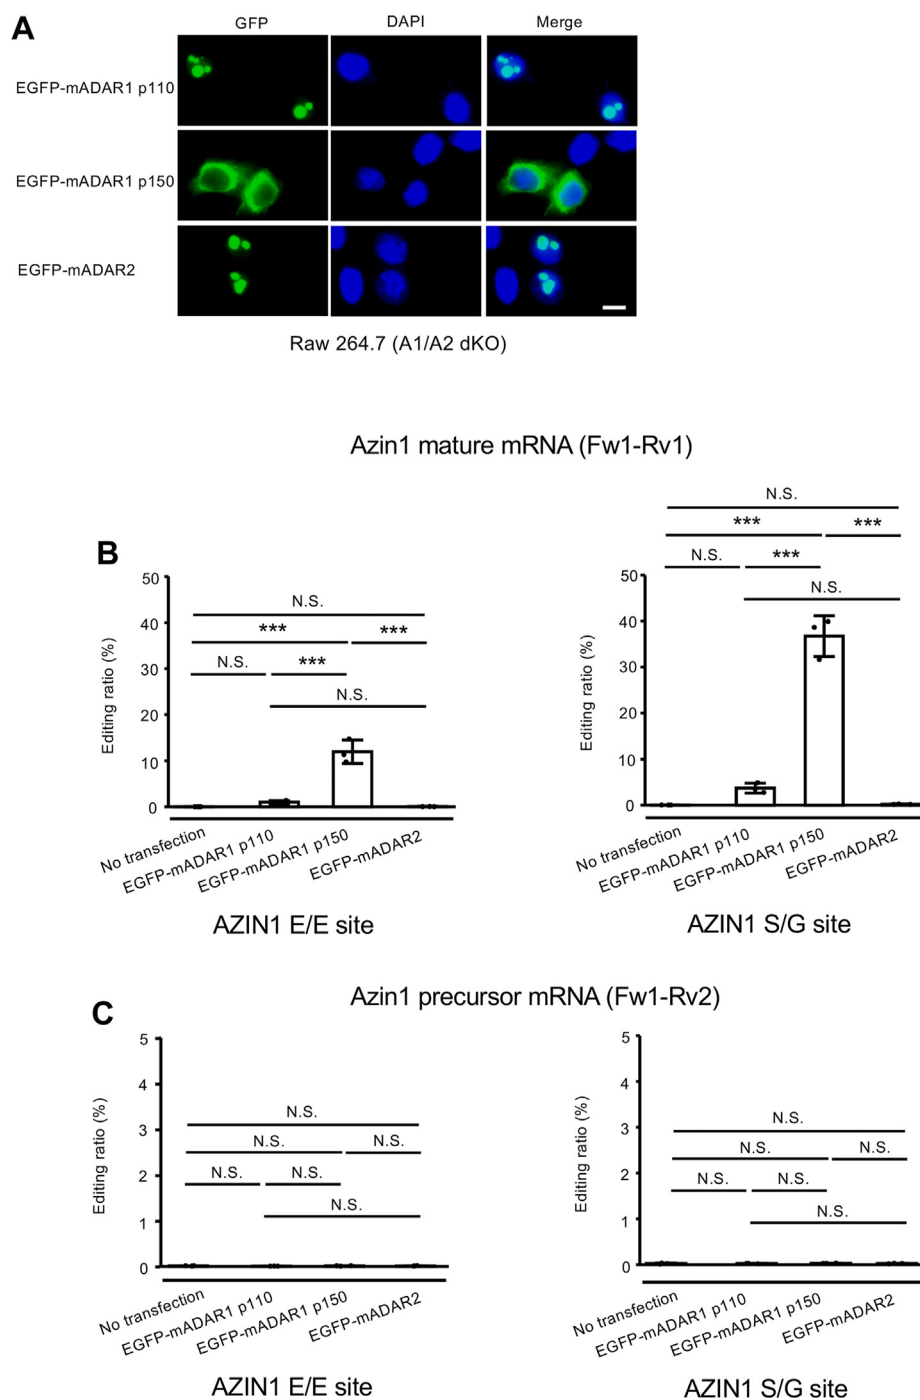 A
GFP DAPI Merge
EGFP-mADAR1 p110
EGFP-mADAR1 p150
EGFP-mADAR2
Raw 264.7 (A1/A2 dKO)
Azin1 mature mRNA (Fw1-Rv1)
B
Editing ratio (%)
50
40
30
20
10
0
N.S.
*** ***
N.S. ***
N.S.
No transfection
EGFP-mADAR1 p110
EGFP-mADAR1 p150
EGFP-mADAR2
AZIN1 E/E site
Editing ratio (%)
50
40
30
20
10
0
N.S.
*** ***
N.S. ***
N.S.
No transfection
EGFP-mADAR1 p110
EGFP-mADAR1 p150
EGFP-mADAR2
AZIN1 S/G site
Azin1 precursor mRNA (Fw1-Rv2)
C
Editing ratio (%)
5
4
3
2
1
0
N.S.
N.S. N.S.
N.S. N.S.
N.S.
No transfection
EGFP-mADAR1 p110
EGFP-mADAR1 p150
EGFP-mADAR2
AZIN1 E/E site
Editing ratio (%)
5
4
3
2
1
0
N.S.
N.S. N.S.
N.S. N.S.
N.S.
No transfection
EGFP-mADAR1 p110
EGFP-mADAR1 p150
EGFP-mADAR2
AZIN1 S/G site